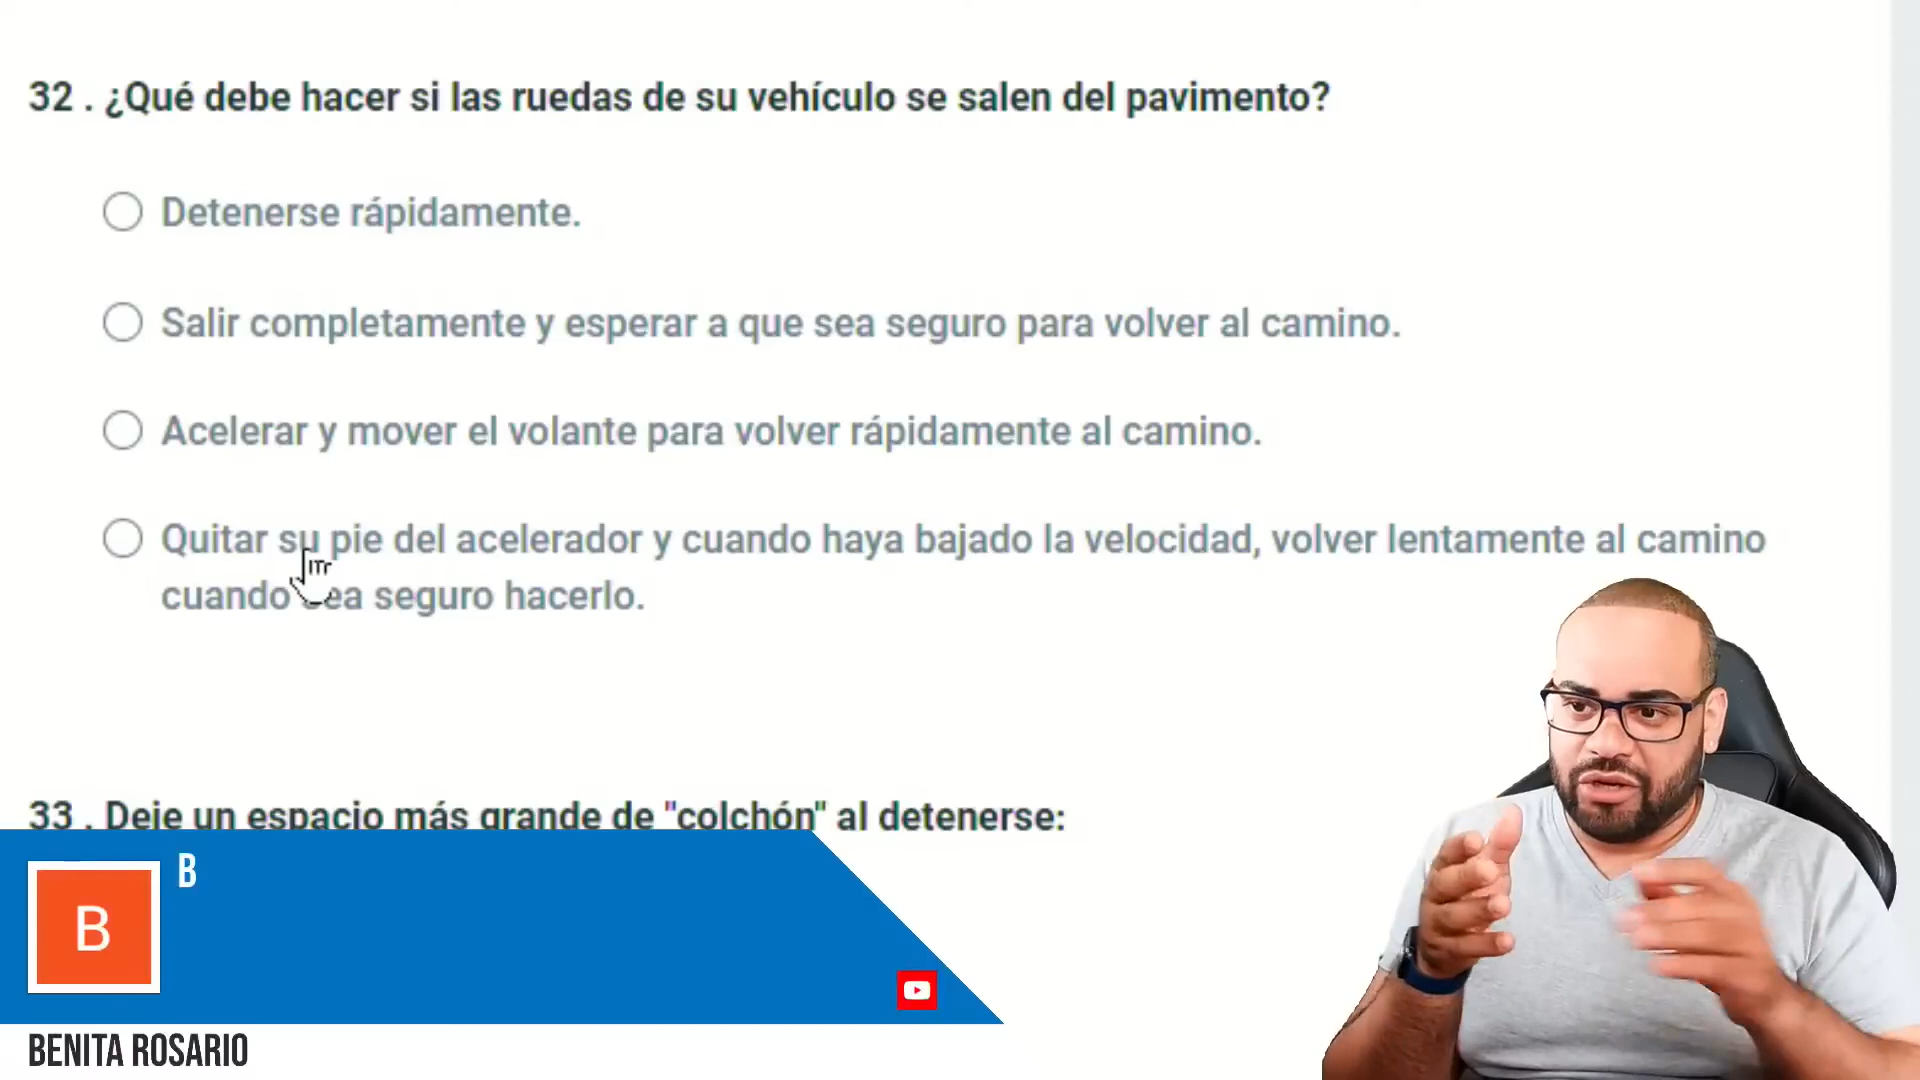 32 . ¿Qué debe hacer si las ruedas de su vehículo se salen del pavimento?
Detenerse rápidamente.
Salir completamente y esperar a que sea seguro para volver al camino.
Acelerar y mover el volante para volver rápidamente al camino.
Quitar su pie del acelerador y cuando haya bajado la velocidad, volver lentamente al camino
cuando sea seguro hacerlo.
33 . Deje un espacio más grande de "colchón" al detenerse:
B
B
BENITA ROSARIO